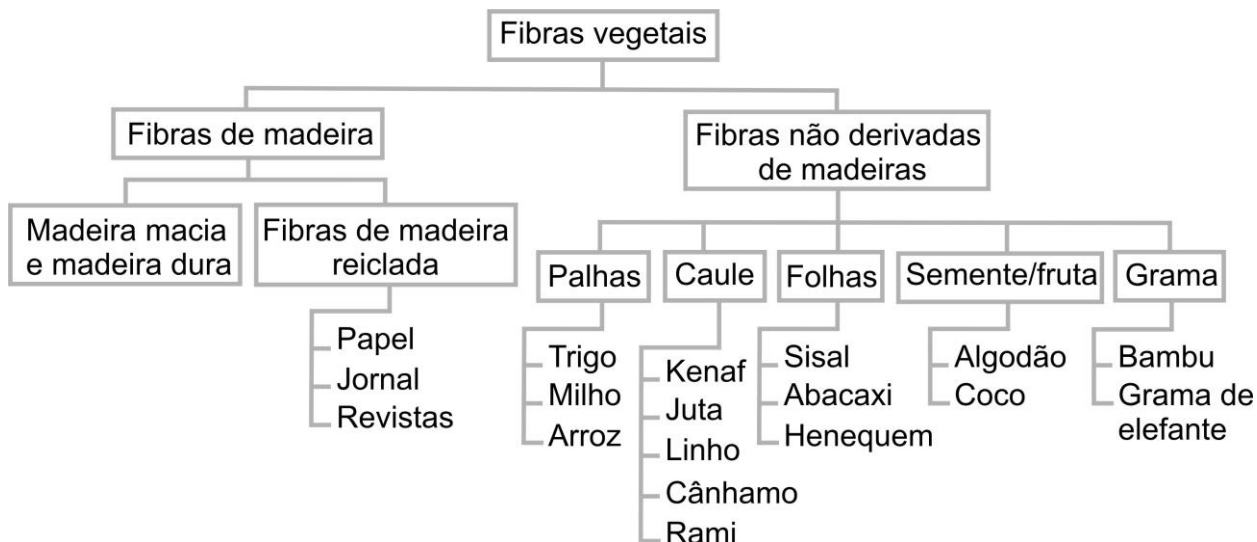 Fibras vegetais
Fibras de madeira
Fibras não derivadas
de madeiras
Madeira macia
e madeira dura
Fibras de madeira
reiclada
Papel
Jornal
Revistas
Palhas
Trigo
Milho
Arroz
Caule
Kenaf
Juta
Linho
Cânhamo
Rami
Folhas
Sisal
Abacaxi
Henequem
Semente/fruta
Algodão
Coco
Grama
Bambu
Grama de
elefante